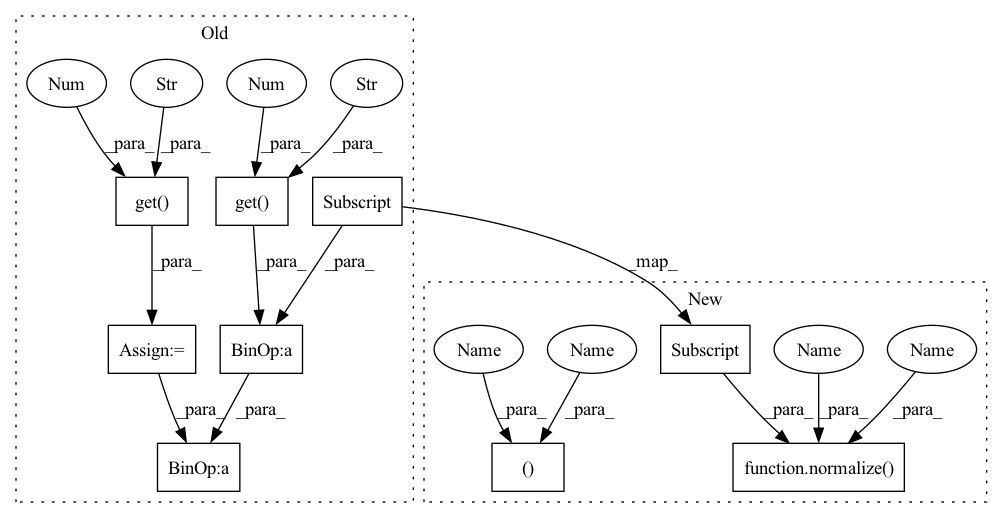 Old
Num Str Num Str
_para_ _para_ _para_ _para_
get() get() Subscript
_para_ _para_ _para_ _map_
New
Assign:= BinOp:a Name Name Subscript Name Name
_para_ _para_ _para_ _para_ _para_ _para_ _para_
BinOp:a () function.normalize()